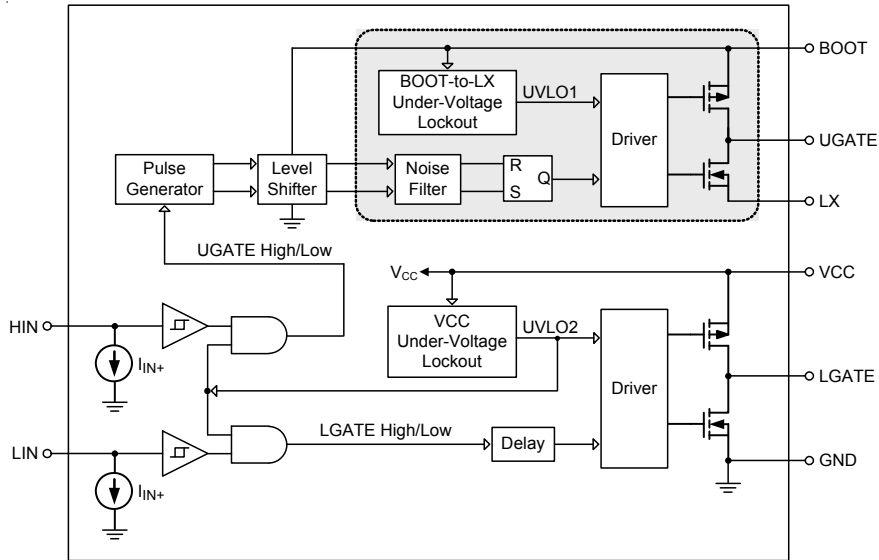 BOOT
BOOT-to-LX
Under-Voltage
Lockout
UVLO1
Driver
UGATE
Pulse
Generator
Level
Shifter
Noise
Filter
R
S
Q
LX
UGATE High/Low
VCC
VCC
HIN
IIN+
VCC
Under-Voltage
Lockout
UVLO2
Driver
LGATE
LGATE High/Low
Delay
LIN
IIN+
GND